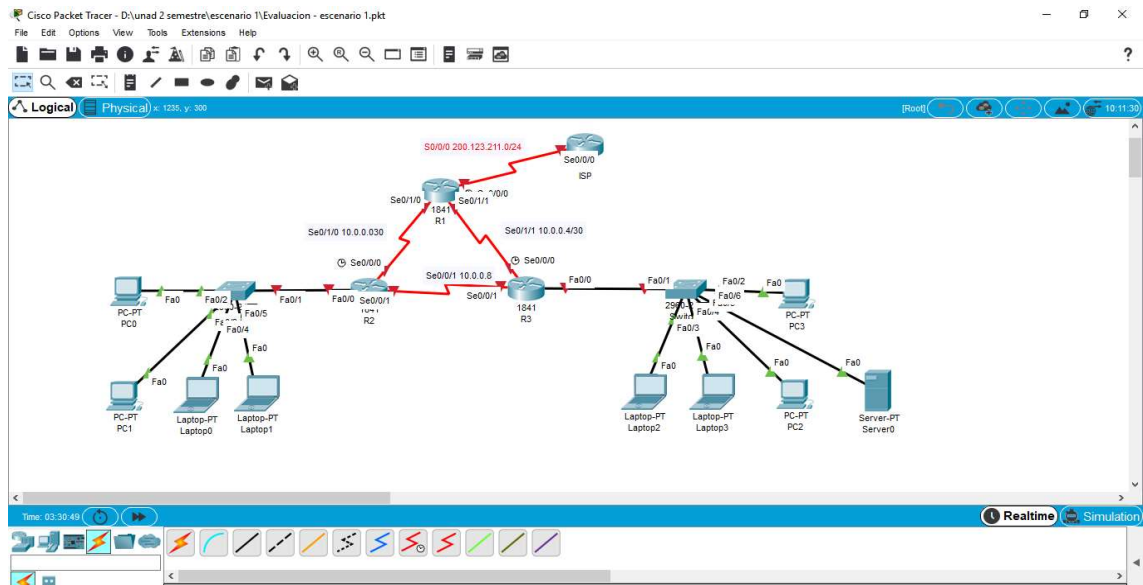 Cisco Packet Tracer - D:\unad 2 semestre\escenario 1\Evaluacion - escenario 1.pkt
File Edit Options View Tools Extensions Help
?
Logical Physical x: 1235, y: 300 [Root] 10:11:30
S0/0/0 200.123.211.0/24
Se0/0/0
ISP
Se0/1/0 Se0/1/1
1841
R1
Se0/1/0 10.0.0.030
Se0/1/1 10.0.0.4/30
Se0/0/0
Se0/0/0
Se0/0/1 10.0.0.8
Fa0 Fa0/2 Fa0/1 Fa0/0 Se0/0/1 Se0/0/1 Fa0/0 Fa0/1 Fa0/2 Fa0
Fa0/5
Fa0/4
Fa0/6
Fa0/3
PC-PT
PC0
R2
1841
R3
PC-PT
PC3
Fa0 Fa0 Fa0 Fa0 Fa0 Fa0 Fa0
PC-PT
PC1
Laptop-PT
Laptop0
Laptop-PT
Laptop1
Laptop-PT
Laptop2
Laptop-PT
Laptop3
PC-PT
PC2
Server-PT
Server0
Time: 03:30:49 Realtime Simulation